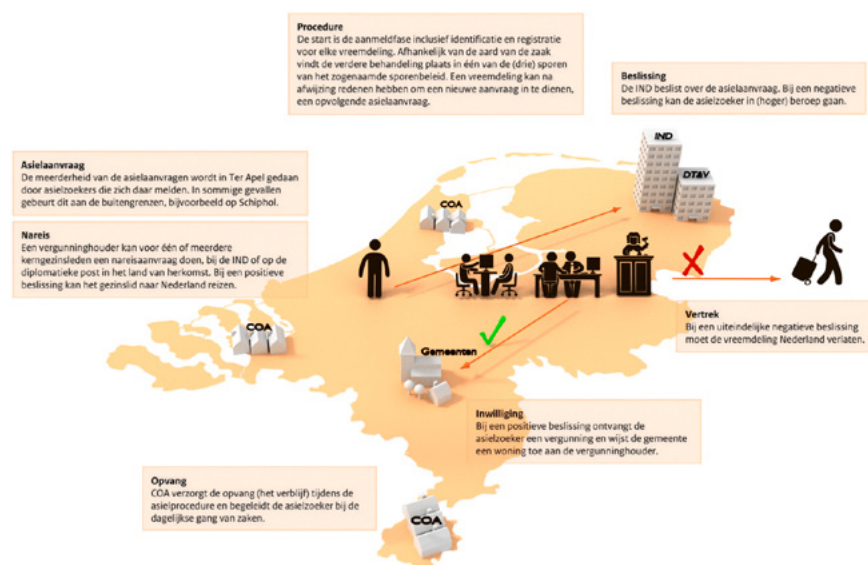 Procedure
De start is de aanmeldfase inclusief identificatie en registratie
voor elke vreemdeling. Afhankelijk van de aard van de zaak
vindt de verdere behandeling plaats in één van de (drie) sporen
van het zogenaamde sporenbeleid. Een vreemdeling kan na
afwijzing redenen hebben om een nieuwe aanvraag in te dienen,
een opvolgende asielaanvraag.
Beslissing
De IND beslist over de asielaanvraag. Bij een negatieve
beslissing kan de asielzoeker in (hoger) beroep gaan.
IND
DT&V
Asielaanvraag
De meerderheid van de asielaanvragen wordt in Ter Apel gedaan
door asielzoekers die zich daar melden. In sommige gevallen
gebeurt dit aan de buitengrenzen, bijvoorbeeld op Schiphol.
COA
Nareis
Een vergunninghouder kan voor één of meerdere
kerngezinsleden een nareisaanvraag doen, bij de IND of op de
diplomatieke post in het land van herkomst. Bij een positieve
beslissing kan het gezinslid naar Nederland reizen.
COA
Gemeenten
Vertrek
Bij een uiteindelijke negatieve beslissing
moet de vreemdeling Nederland verlaten.
Inwilliging
Bij een positieve beslissing ontvangt de
asielzoeker een vergunning en wijst de gemeente
een woning toe aan de vergunninghouder.
Opvang
COA verzorgt de opvang (het verblijf) tijdens de
asielprocedure en begeleidt de asielzoeker bij de
dagelijkse gang van zaken.
COA